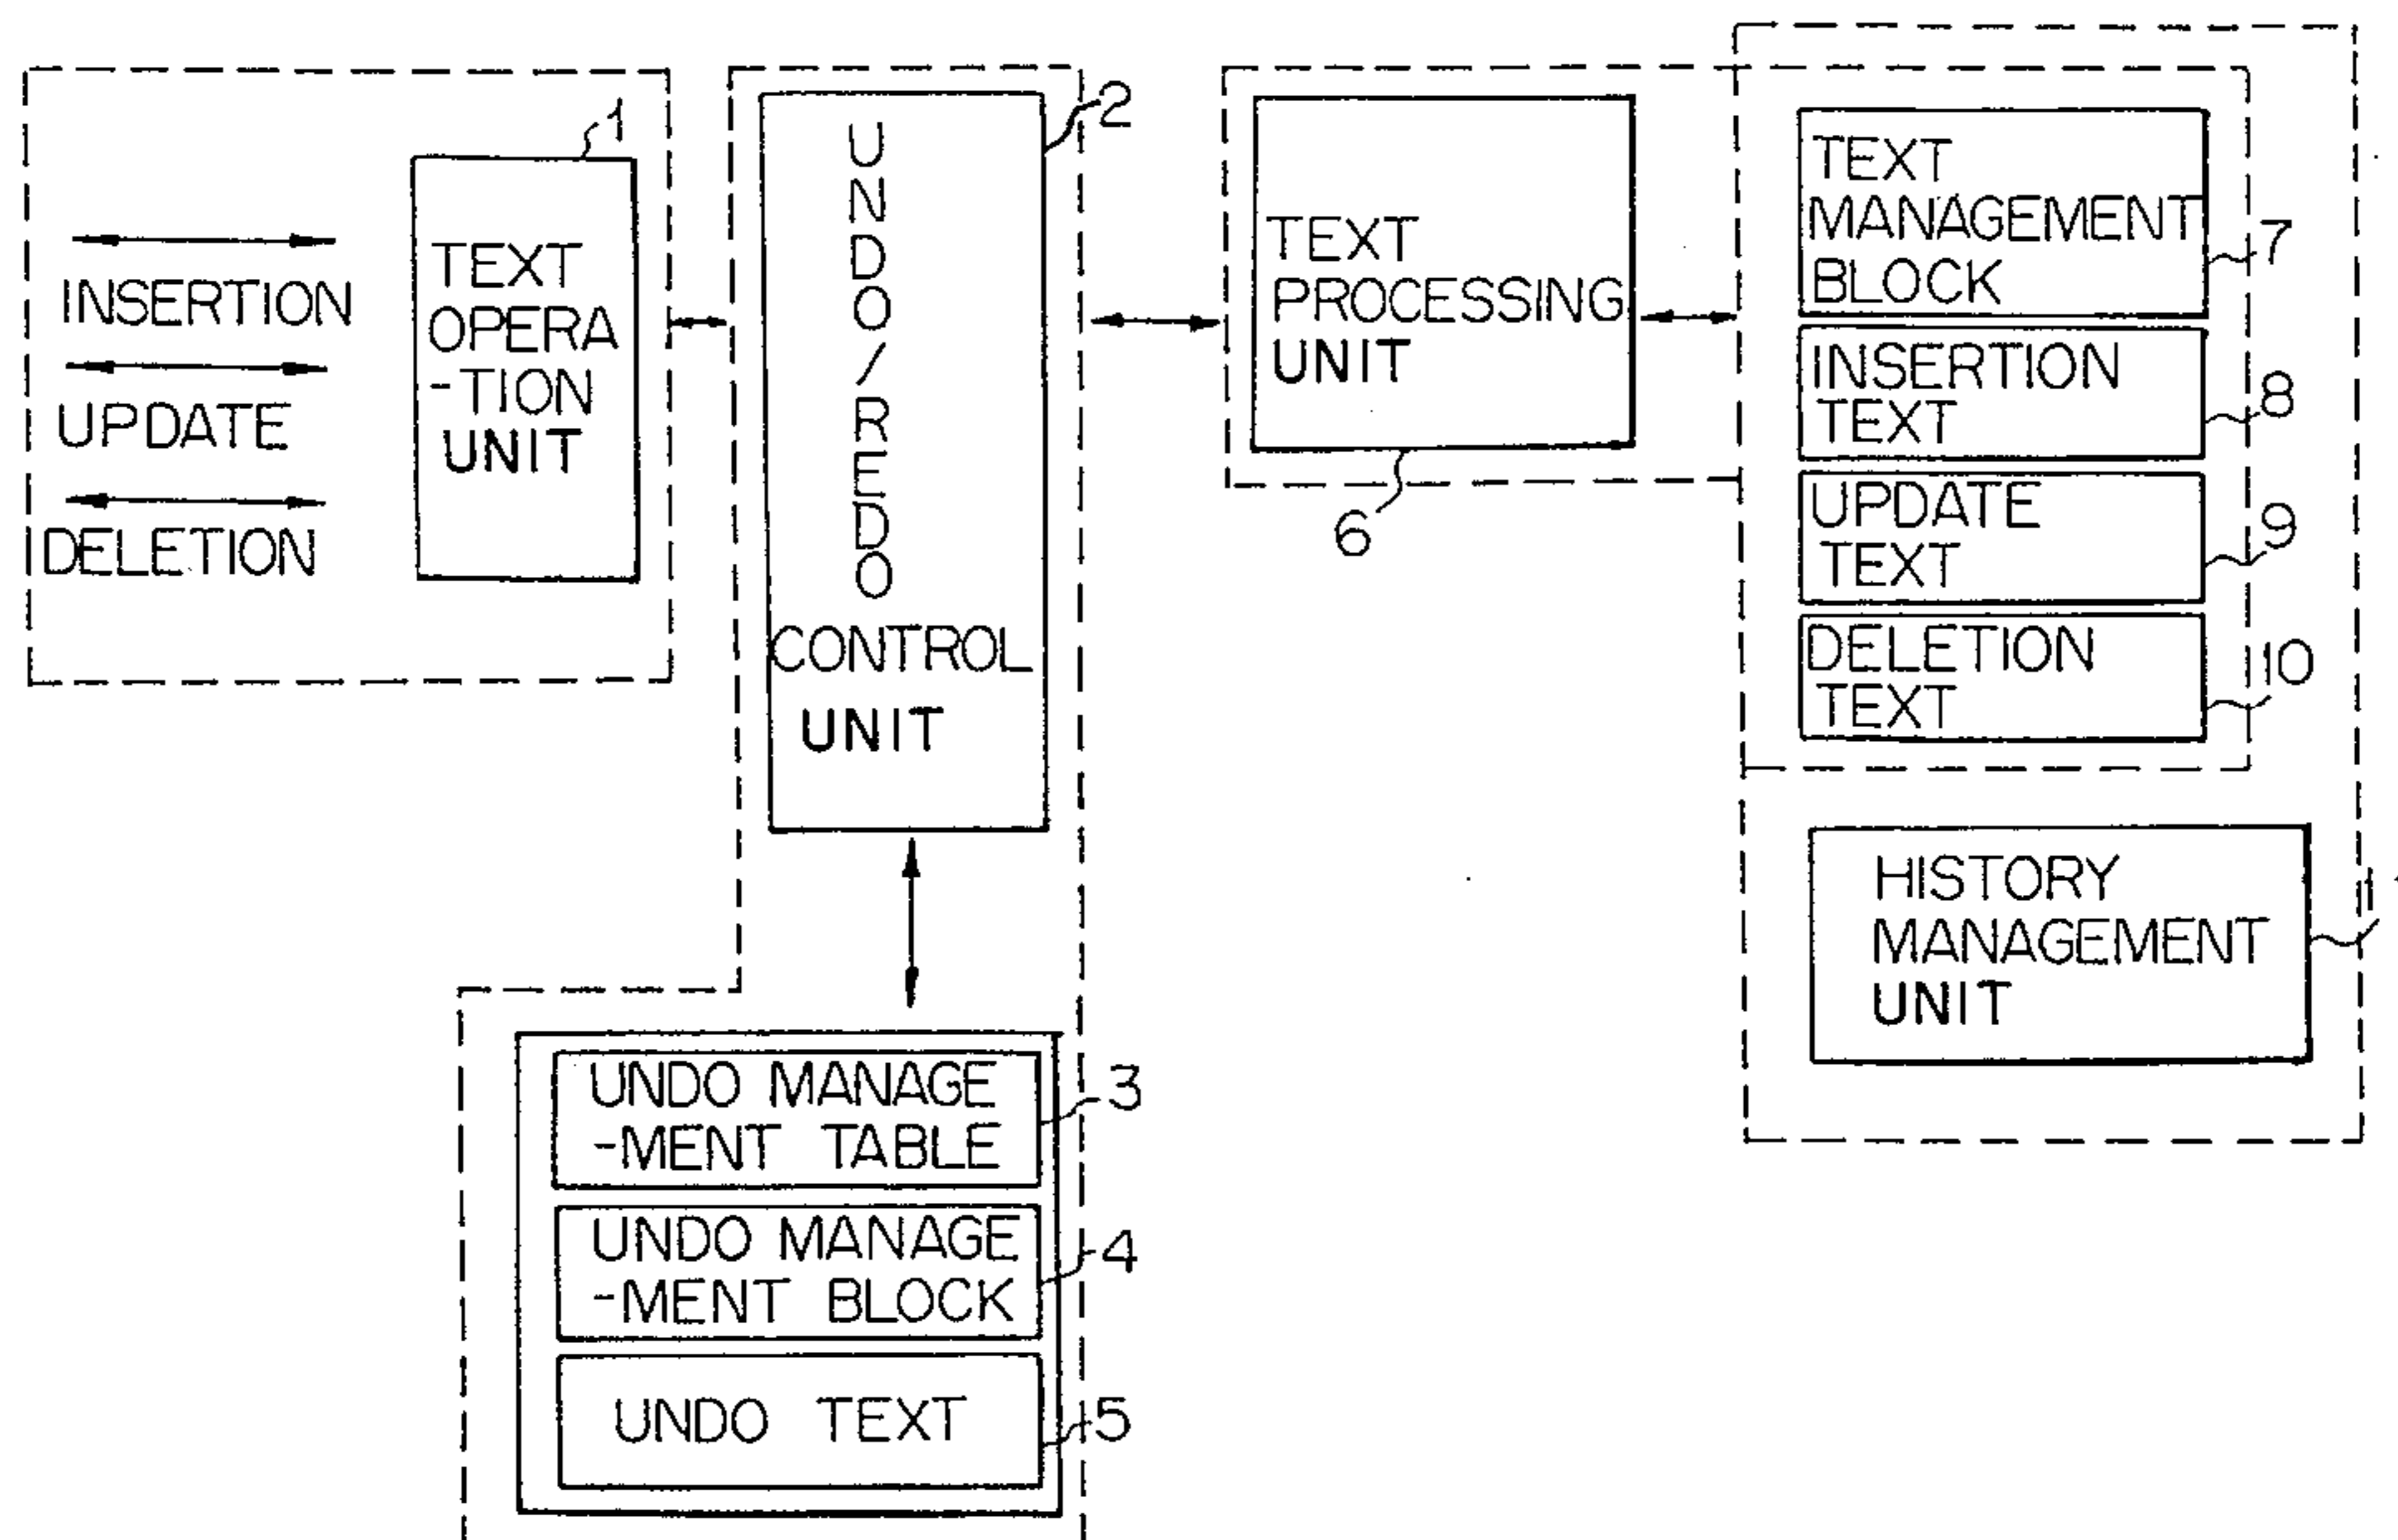 INSERTION
UPDATE
DELETION
1
TEXT
OPERA
-TION
UNIT
2
UNDO/REDO
CONTROL
UNIT
3
UNDO MANAGE
-MENT TABLE
4
UNDO MANAGE
-MENT BLOCK
5
UNDO TEXT
TEXT
PROCESSING
UNIT
6
TEXT
MANAGEMENT
BLOCK
7
INSERTION
TEXT
8
UPDATE
TEXT
9
DELETION
TEXT
10
HISTORY
MANAGEMENT
UNIT